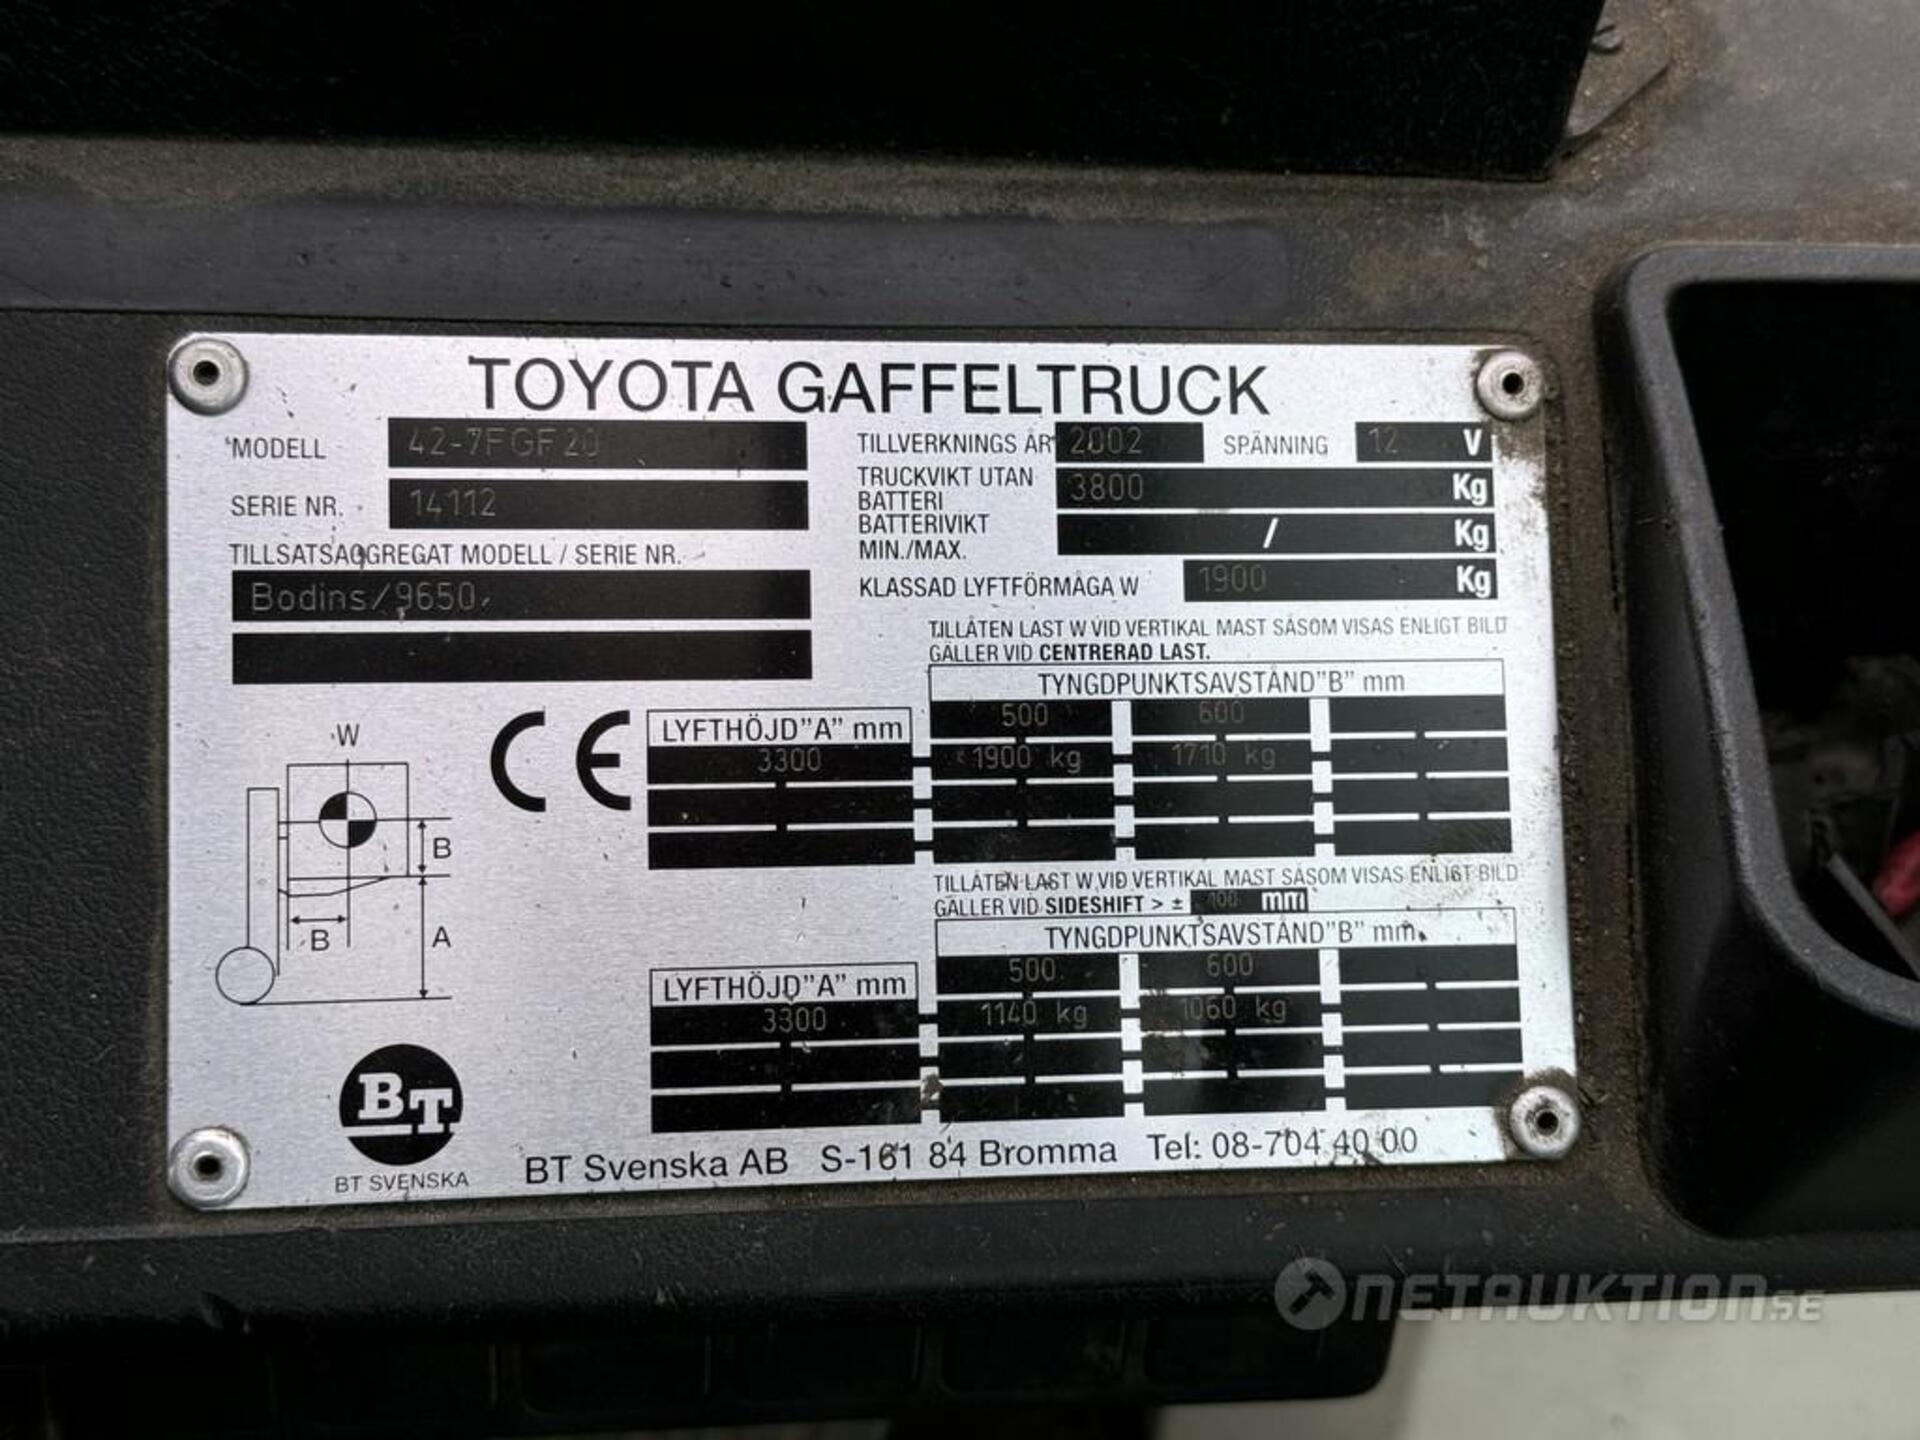 TOYOTA GAFFELTRUCK
MODELL 42-7FGF20
SERIE NR. 14112
TILLSATSAGGREGAT MODELL / SERIE NR.
Bodins/9650
TILLVERKNINGS ÅR 2002 SPÄNNING 12 V
TRUCKVIKT UTAN
BATTERI 3800 Kg
BATTERIVIKT
MIN./MAX. / Kg
KLASSAD LYFTFÖRMÅGA W 1900 Kg
TILLÅTEN LAST W VID VERTIKAL MAST SÅSOM VISAS ENLIGT BILD
GÄLLER VID CENTRERAD LAST.
TYNGDPUNKTSAVSTÅND"B" mm
LYFTHÖJD"A" mm 500 600
3300 1900 kg 1710 kg
TILLÅTEN LAST W VID VERTIKAL MAST SÅSOM VISAS ENLIGT BILD
GÄLLER VID SIDESHIFT > ± 100 mm
TYNGDPUNKTSAVSTÅND"B" mm
LYFTHÖJD"A" mm 500 600
3300 1140 kg 1060 kg
W
B
B
A
CE
BT
BT SVENSKA
BT Svenska AB S-161 84 Bromma Tel: 08-704 40 00
NETAUKTION.SE